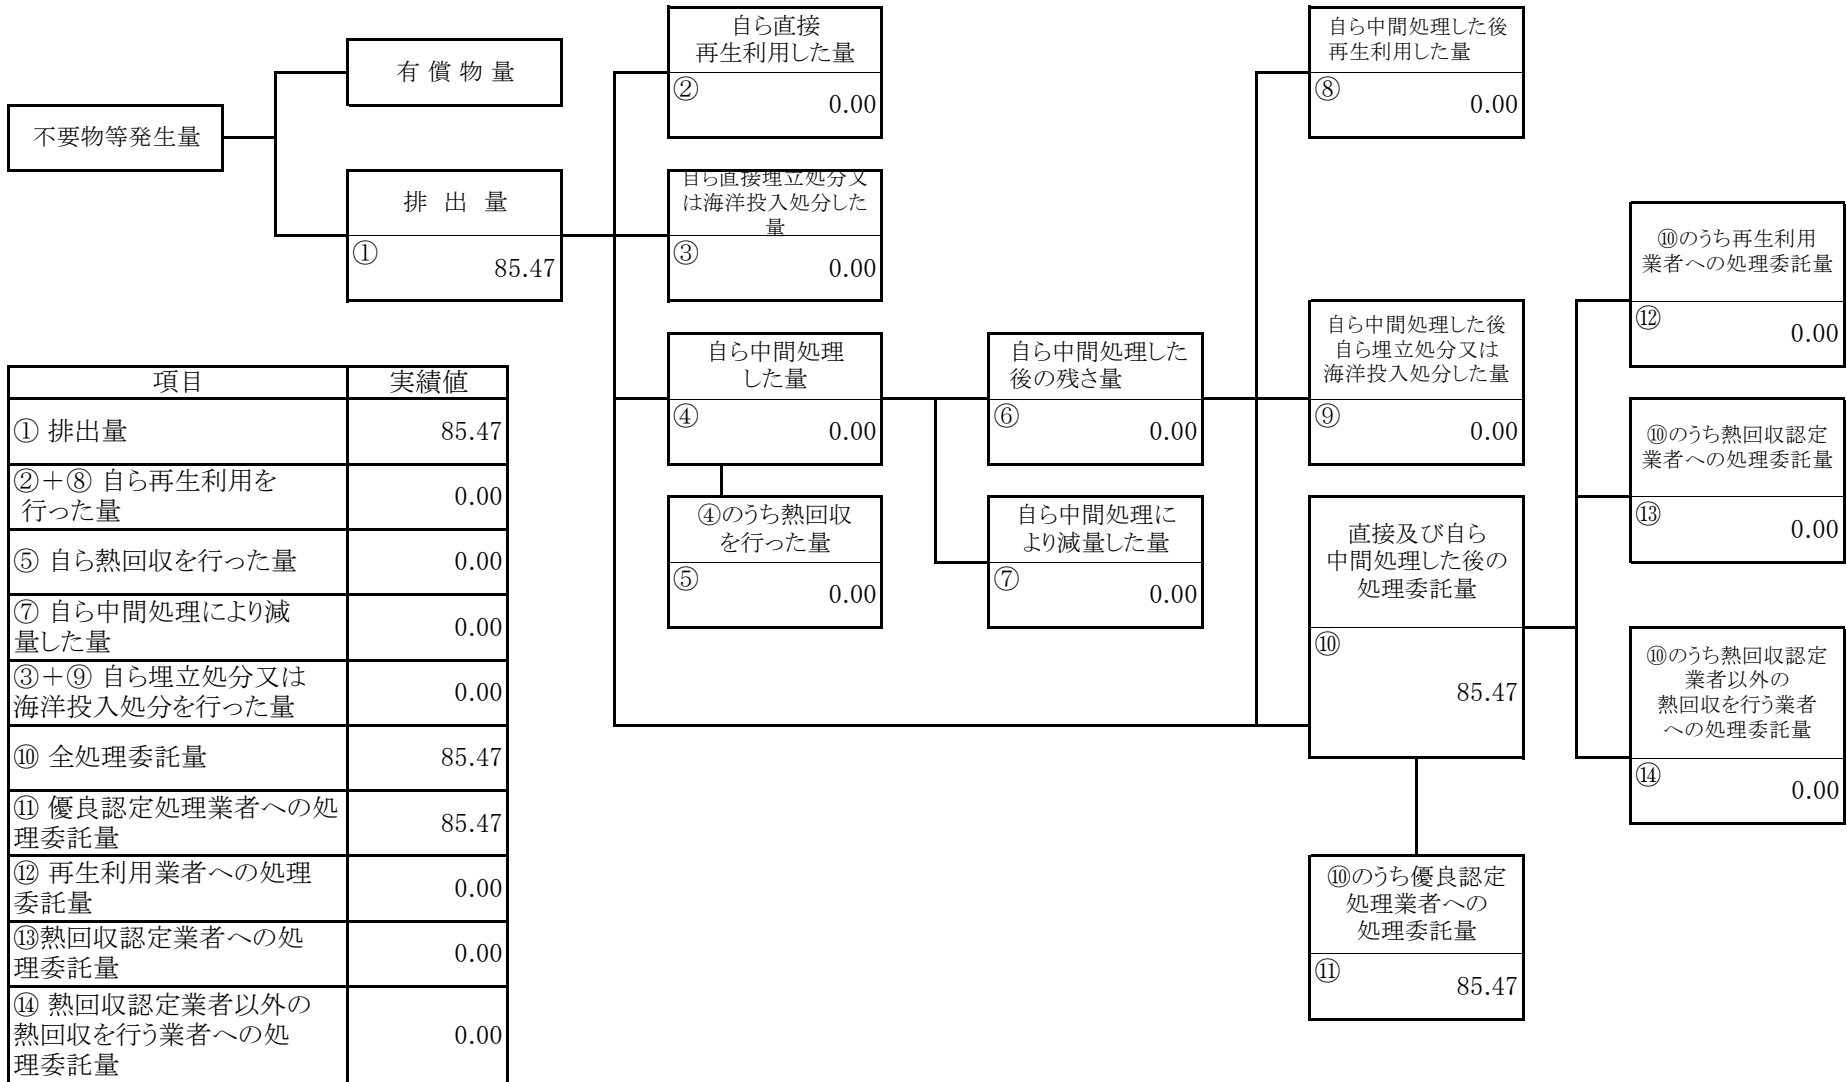 不要物等発生量
有償物量
排出量
①
85.47
自ら直接
再生利用した量
②
0.00
自ら直接埋立処分又
は海洋投入処分した
量
③
0.00
自ら中間処理
した量
④
0.00
④のうち熱回収
を行った量
⑤
0.00
自ら中間処理した
後の残さ量
⑥
0.00
自ら中間処理に
より減量した量
⑦
0.00
自ら中間処理した後
再生利用した量
⑧
0.00
自ら中間処理した後
自ら埋立処分又は
海洋投入処分した量
⑨
0.00
直接及び自ら
中間処理した後の
処理委託量
⑩
85.47
⑩のうち優良認定
処理業者への
処理委託量
⑪
85.47
⑩のうち再生利用
業者への処理委託量
⑫
0.00
⑩のうち熱回収認定
業者への処理委託量
⑬
0.00
⑩のうち熱回収認定
業者以外の
熱回収を行う業者
への処理委託量
⑭
0.00
項目 実績値
① 排出量 85.47
②+⑧ 自ら再生利用を
行った量 0.00
⑤ 自ら熱回収を行った量 0.00
⑦ 自ら中間処理により減
量した量 0.00
③+⑨ 自ら埋立処分又は
海洋投入処分を行った量 0.00
⑩ 全処理委託量 85.47
⑪ 優良認定処理業者への処
理委託量 85.47
⑫ 再生利用業者への処理
委託量 0.00
⑬熱回収認定業者への処
理委託量 0.00
⑭ 熱回収認定業者以外の
熱回収を行う業者への処
理委託量 0.00